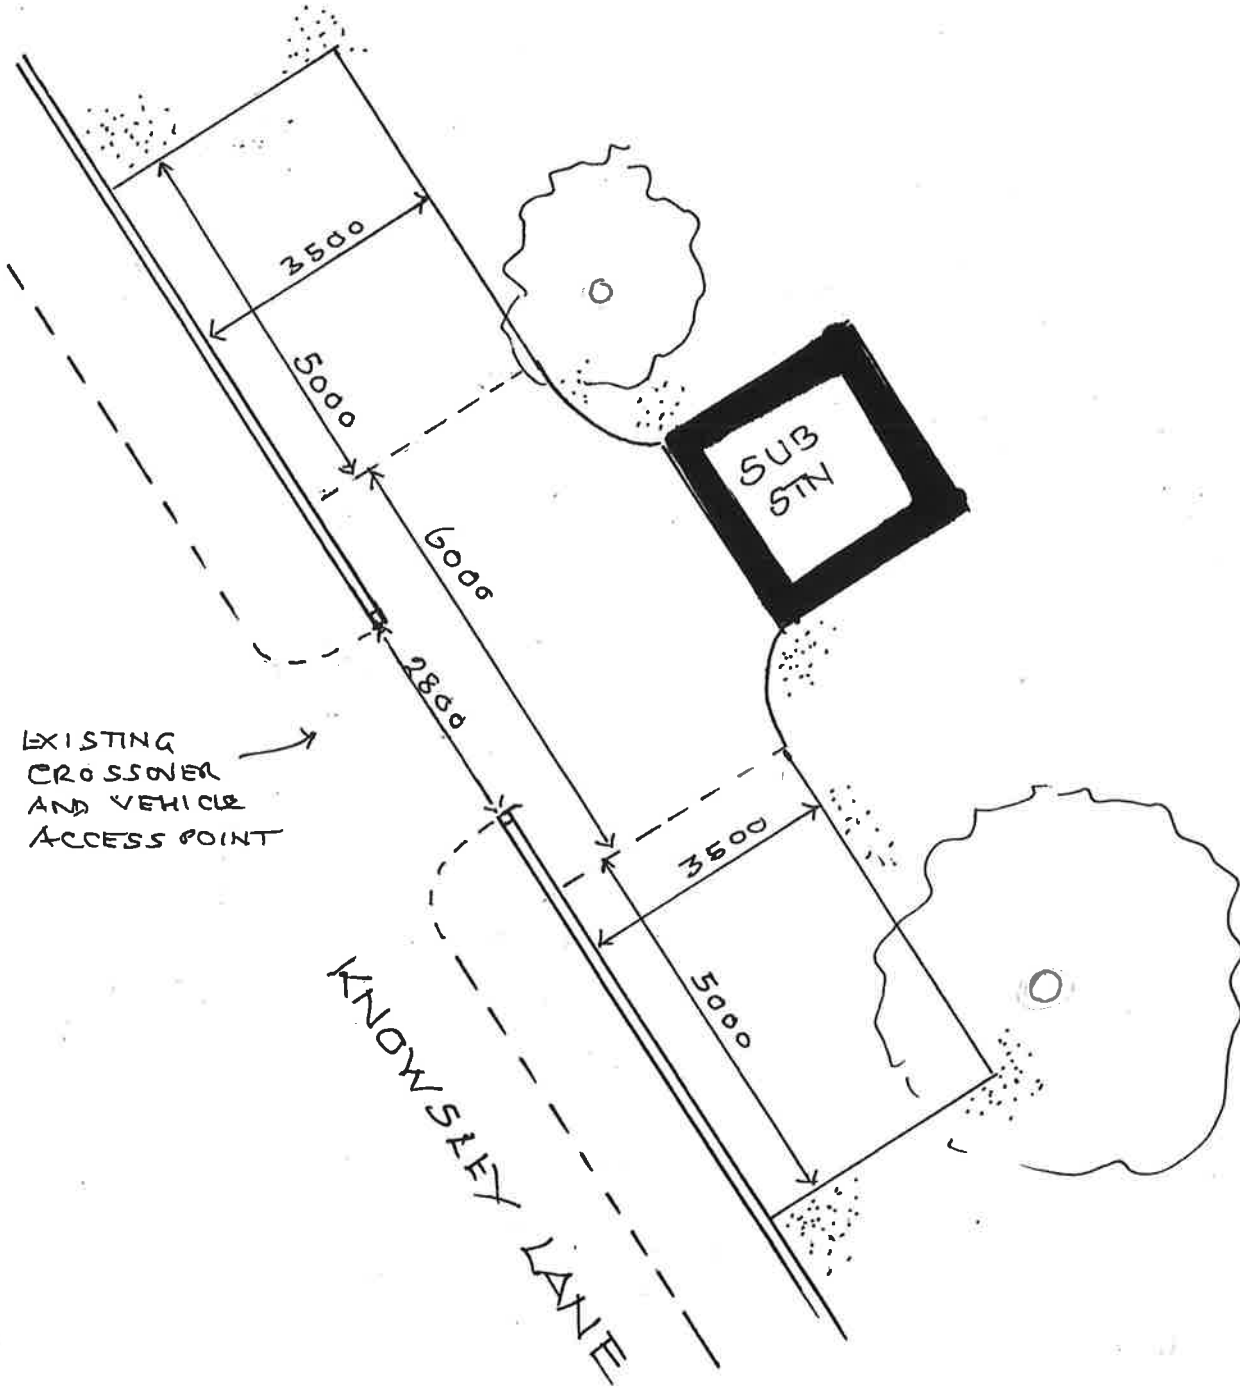 3500
5000
SUB
STN
6000
2800
EXISTING
CROSSOVER
AND VEHICLE
ACCESS POINT
3500
5000
KNOWSLEY LANE